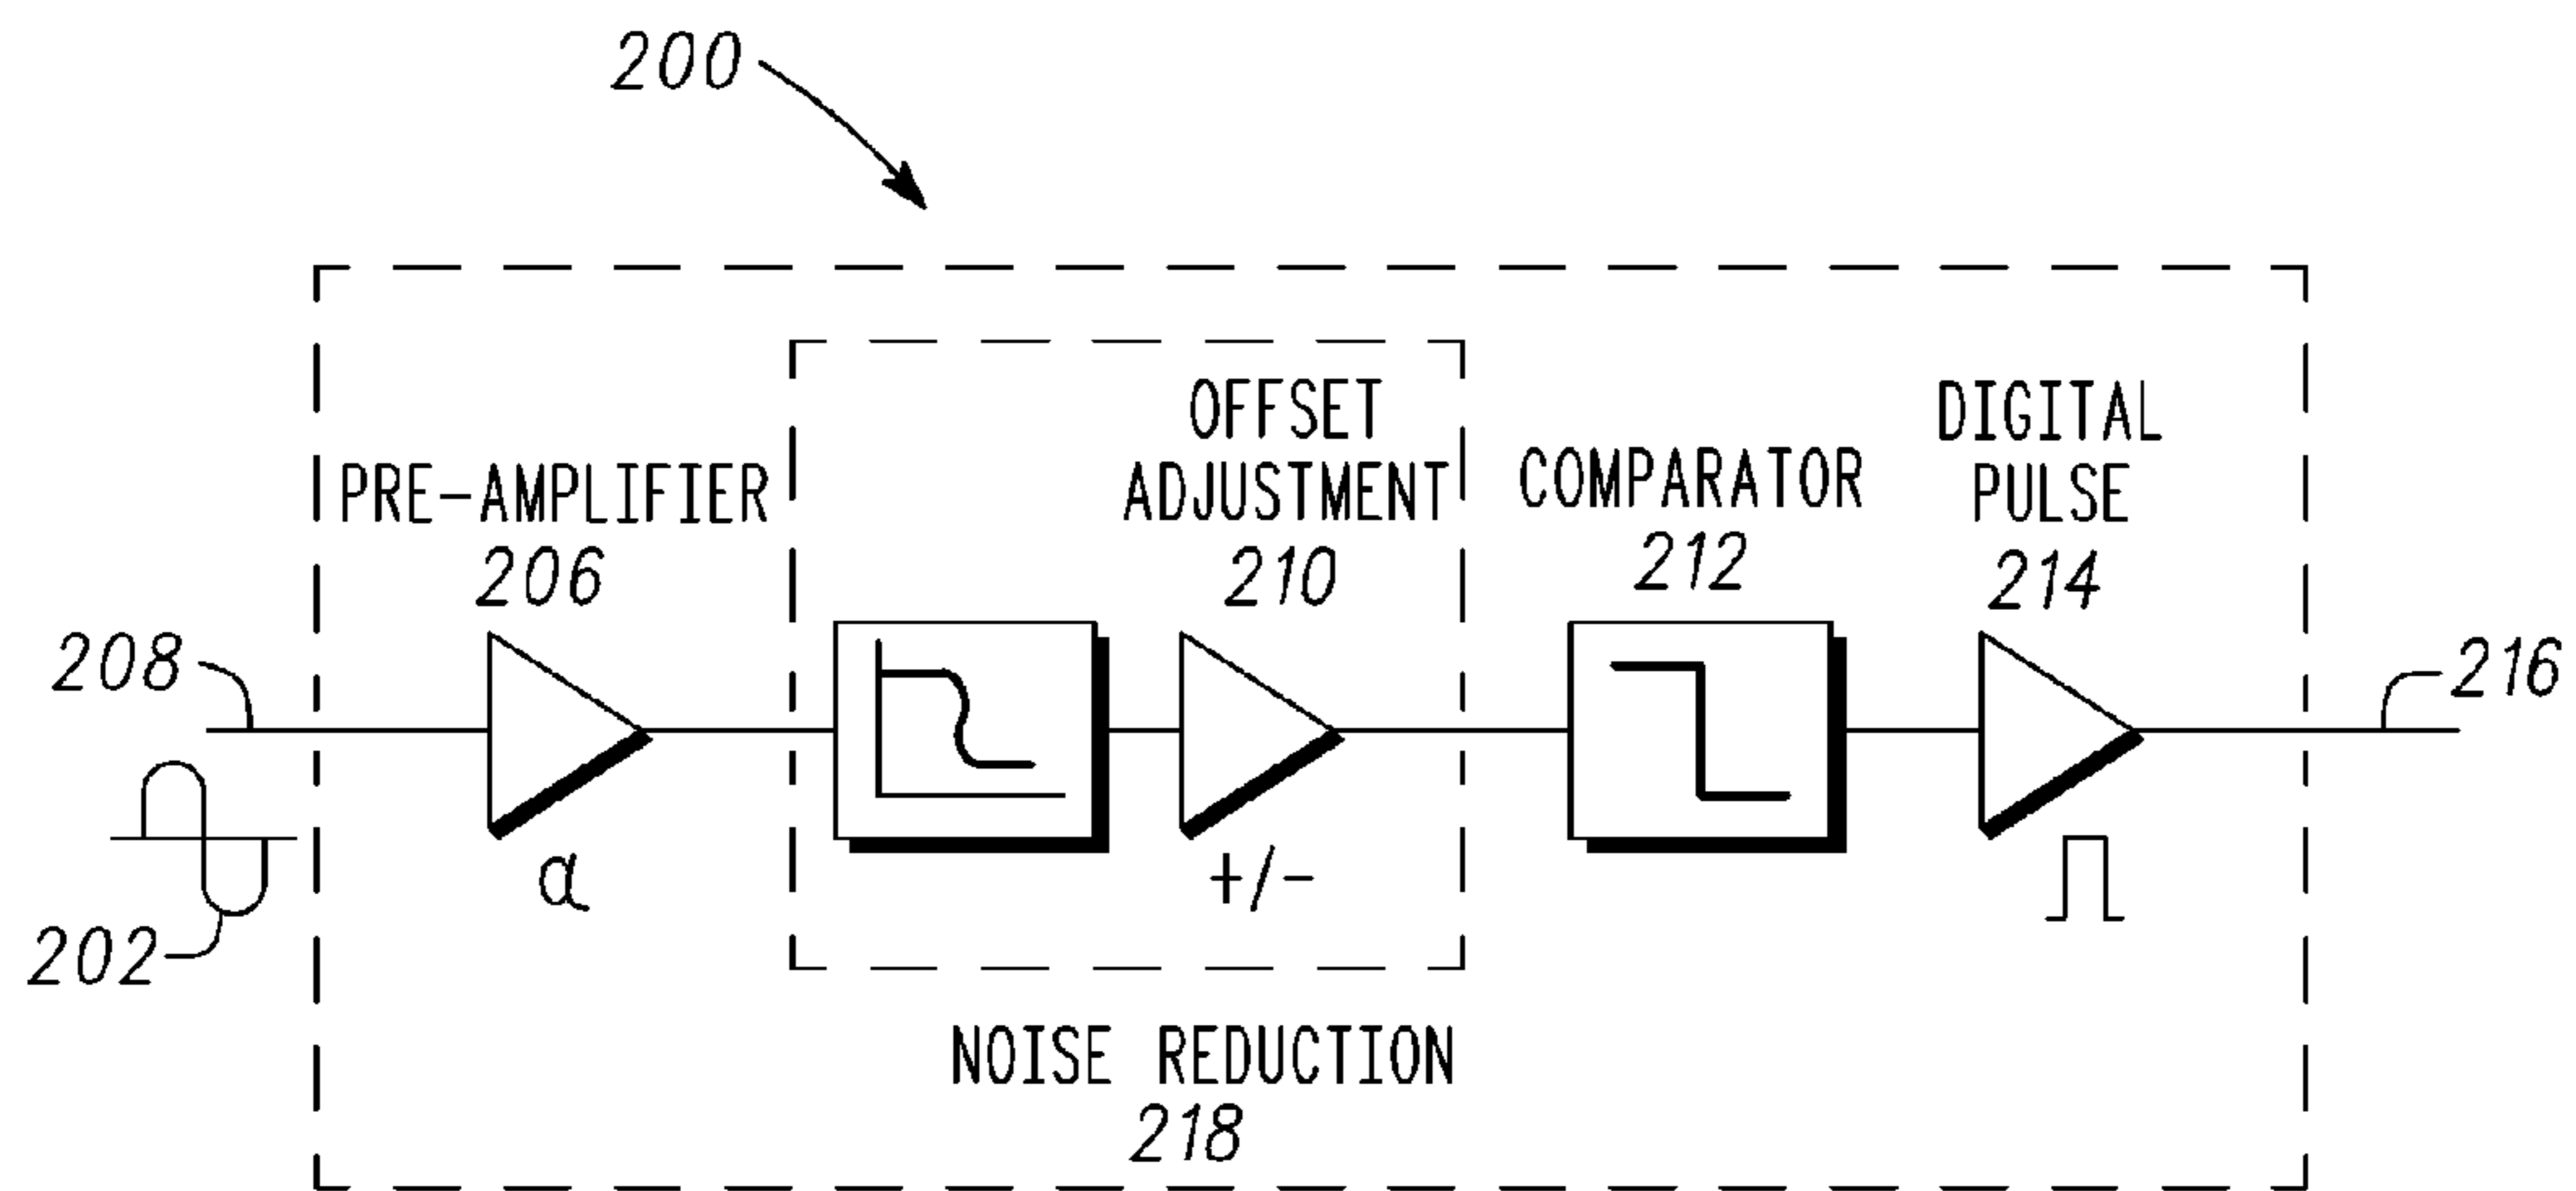 200
OFFSET
ADJUSTMENT
210
DIGITAL
PULSE
214
PRE-AMPLIFIER
206
COMPARATOR
212
208
216
202
α
+/-
NOISE REDUCTION
218